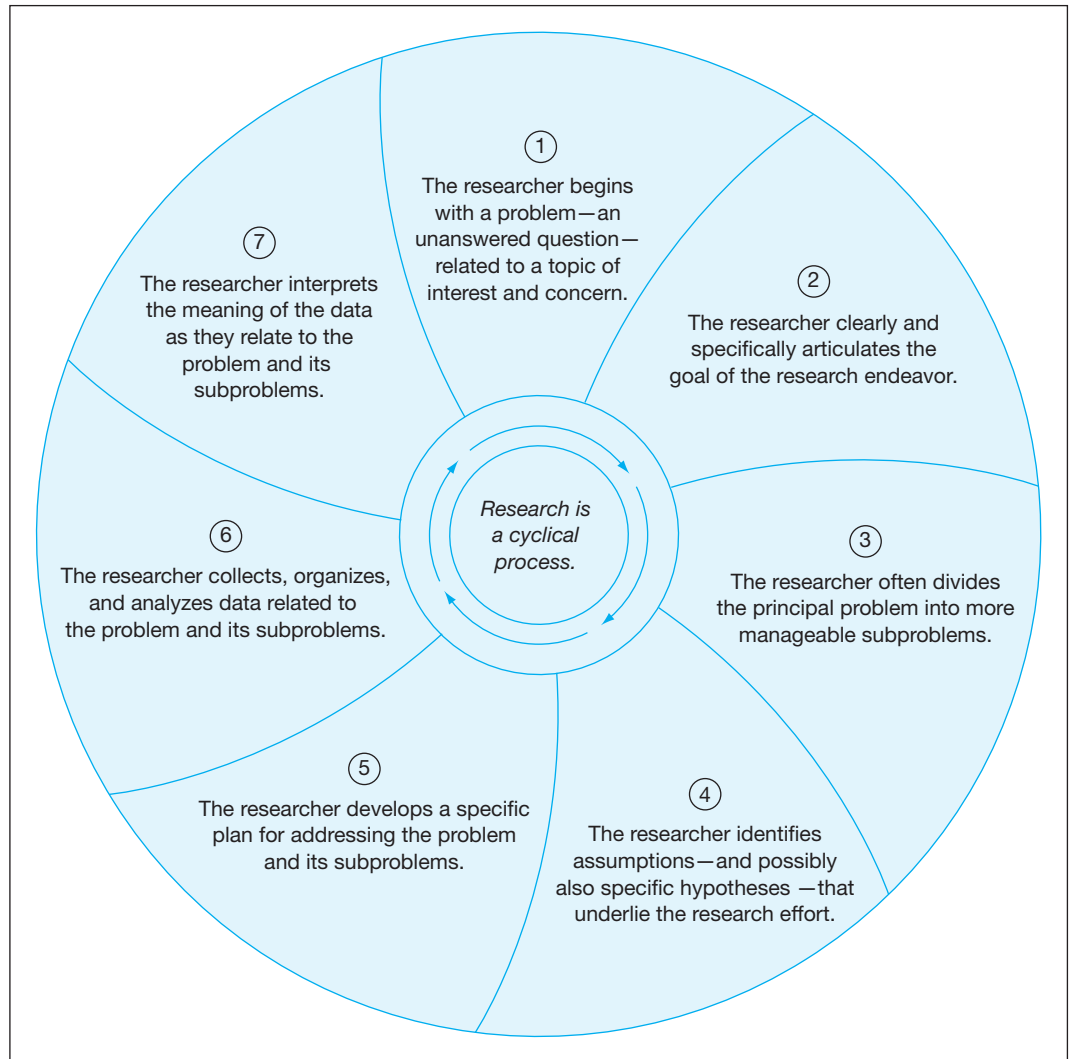 1
The researcher begins
with a problem—an
unanswered question—
related to a topic of
interest and concern.
2
The researcher clearly and
specifically articulates the
goal of the research endeavor.
3
The researcher often divides
the principal problem into more
manageable subproblems.
4
The researcher identifies
assumptions—and possibly
also specific hypotheses —that
underlie the research effort.
5
The researcher develops a specific
plan for addressing the problem
and its subproblems.
6
The researcher collects, organizes,
and analyzes data related to
the problem and its subproblems.
7
The researcher interprets
the meaning of the data
as they relate to the
problem and its
subproblems.
Research is
a cyclical
process.